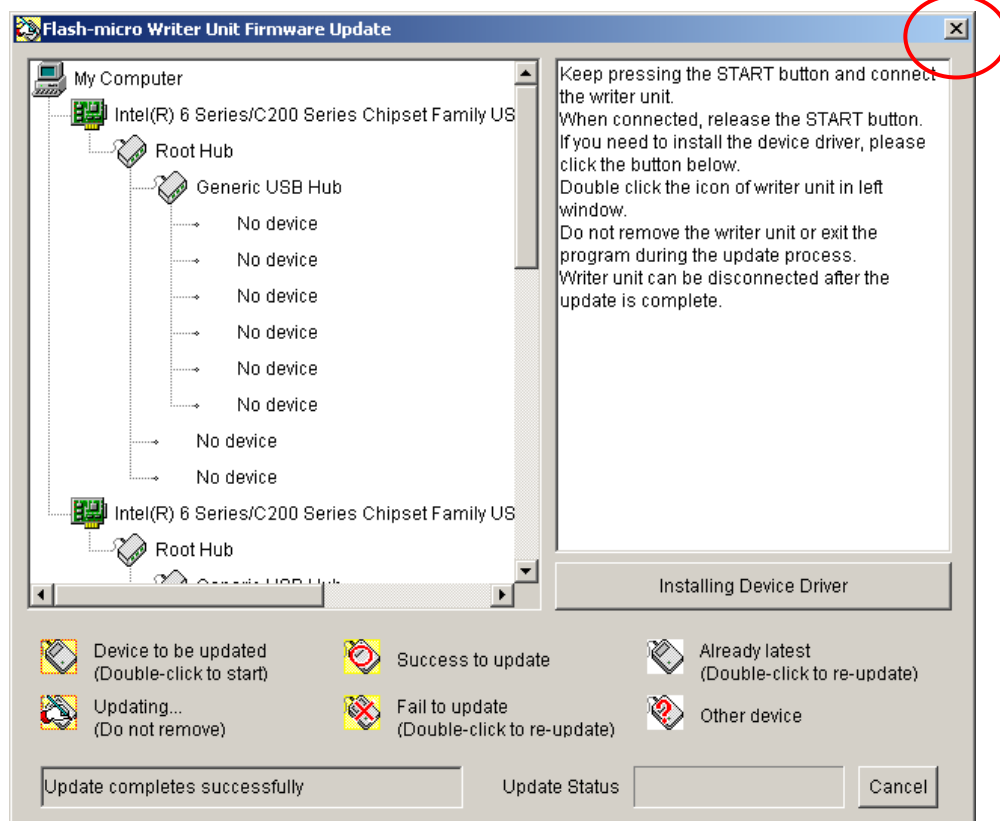 Flash-micro Writer Unit Firmware Update
My Computer
Intel(R) 6 Series/C200 Series Chipset Family US
Root Hub
Generic USB Hub
No device
No device
No device
No device
No device
No device
No device
No device
Intel(R) 6 Series/C200 Series Chipset Family US
Root Hub
Keep pressing the START button and connect
the writer unit.
When connected, release the START button.
If you need to install the device driver, please
click the button below.
Double click the icon of writer unit in left
window.
Do not remove the writer unit or exit the
program during the update process.
Writer unit can be disconnected after the
update is complete.
Installing Device Driver
Device to be updated
(Double-click to start)
Success to update
Already latest
(Double-click to re-update)
Updating...
(Do not remove)
Fail to update
(Double-click to re-update)
Other device
Update completes successfully
Update Status
Cancel